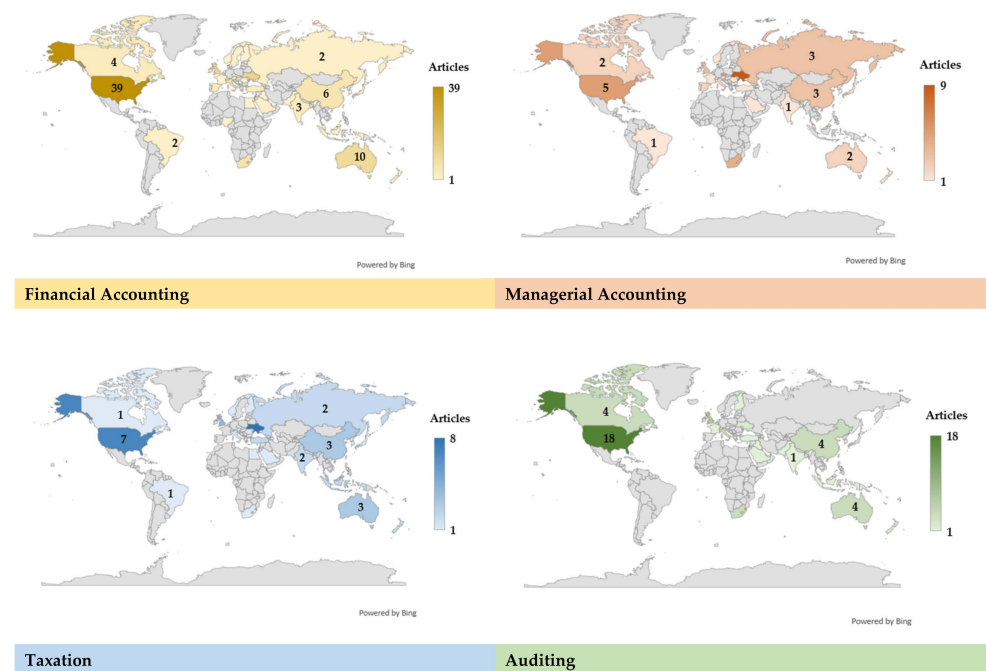 Articles
39
1
4
39
2
3
6
2
10
Powered by Bing
Articles
9
1
2
5
3
3
1
1
2
Powered by Bing
Financial Accounting
Managerial Accounting
Articles
8
1
1
7
2
3
2
1
3
Powered by Bing
Articles
18
1
4
18
4
1
4
Powered by Bing
Taxation
Auditing